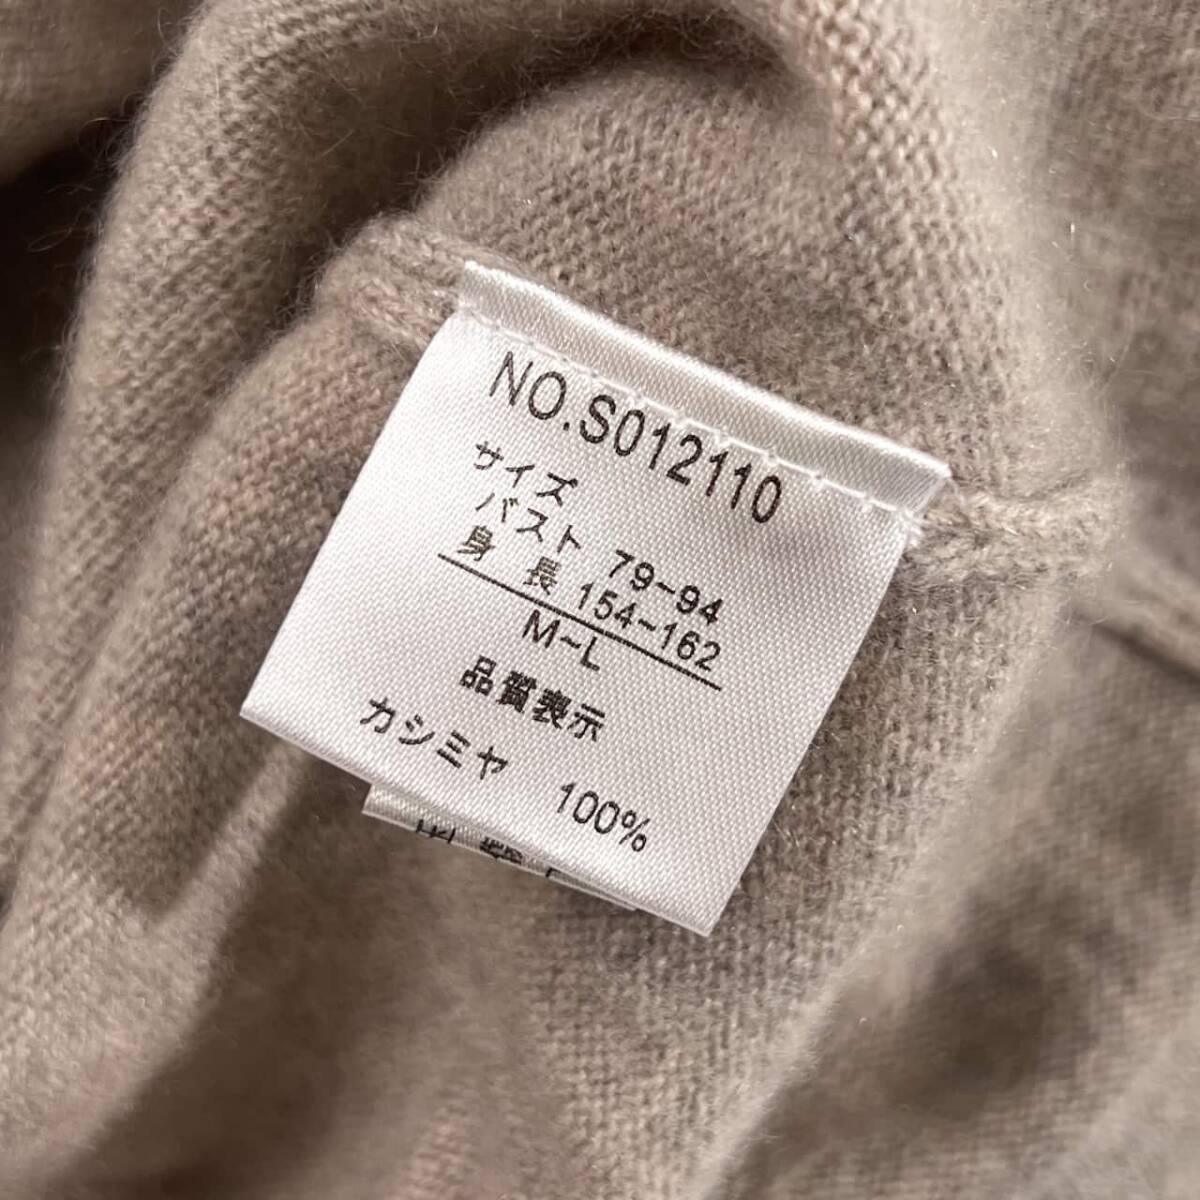 NO.S012110
サイズ
バスト 79~94
身 長 154~162
M~L
品質表示
カシミヤ 100%